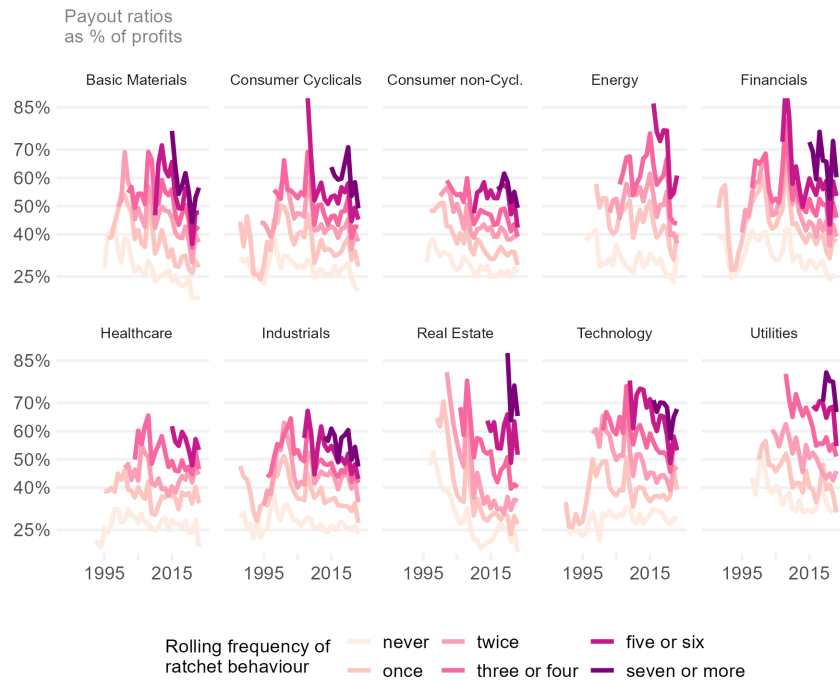 Payout ratios
as % of profits
Basic Materials
Consumer Cyclicals
Consumer non-Cycl.
Energy
Financials
85%
70%
60%
50%
40%
25%
Healthcare
Industrials
Real Estate
Technology
Utilities
85%
70%
60%
50%
40%
25%
1995 2015 1995 2015 1995 2015 1995 2015 1995 2015
Rolling frequency of
ratchet behaviour
never
twice
five or six
once
three or four
seven or more